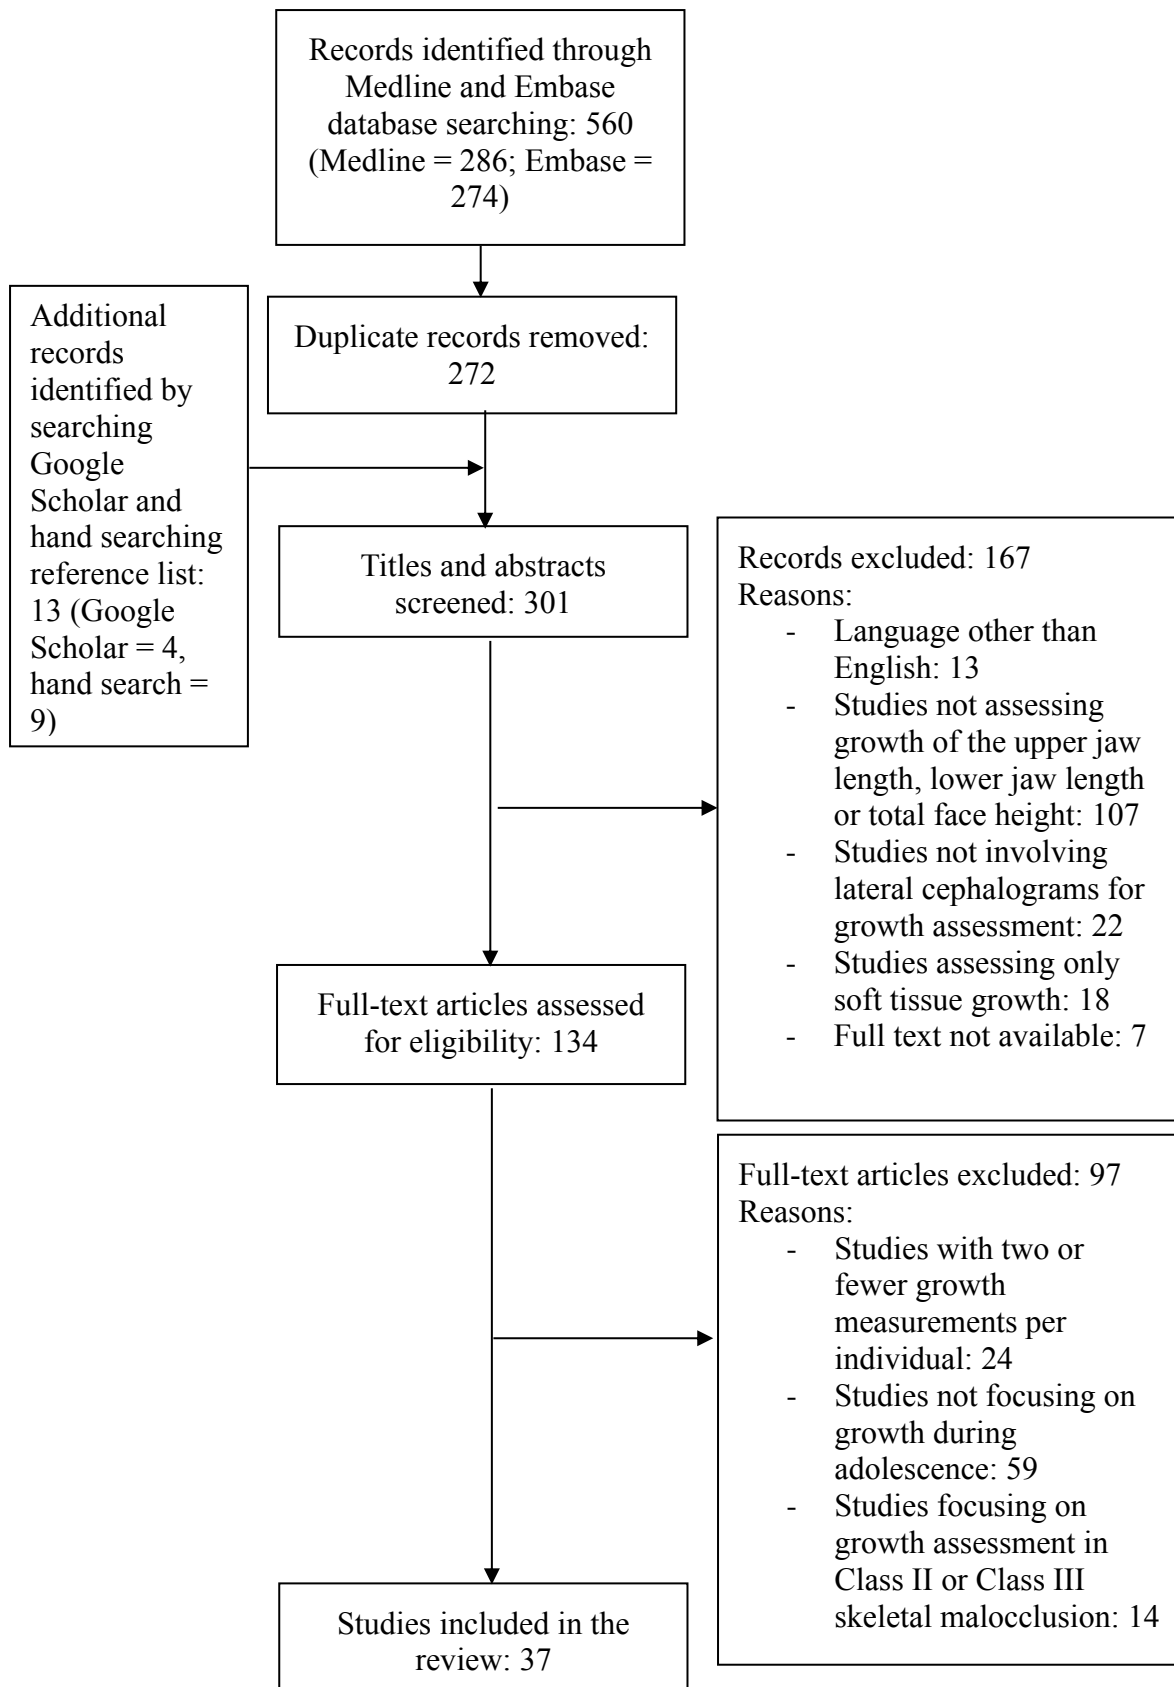 Records identified through
Medline and Embase
database searching: 560
(Medline = 286; Embase =
274)
Duplicate records removed:
272
Additional
records
identified by
searching
Google
Scholar and
hand searching
reference list:
13 (Google
Scholar = 4,
hand search =
9)
Titles and abstracts
screened: 301
Records excluded: 167
Reasons:
- Language other than
English: 13
- Studies not assessing
growth of the upper jaw
length, lower jaw length
or total face height: 107
- Studies not involving
lateral cephalograms for
growth assessment: 22
- Studies assessing only
soft tissue growth: 18
- Full text not available: 7
Full-text articles assessed
for eligibility: 134
Full-text articles excluded: 97
Reasons:
- Studies with two or
fewer growth
measurements per
individual: 24
- Studies not focusing on
growth during
adolescence: 59
- Studies focusing on
growth assessment in
Class II or Class III
skeletal malocclusion: 14
Studies included in the
review: 37